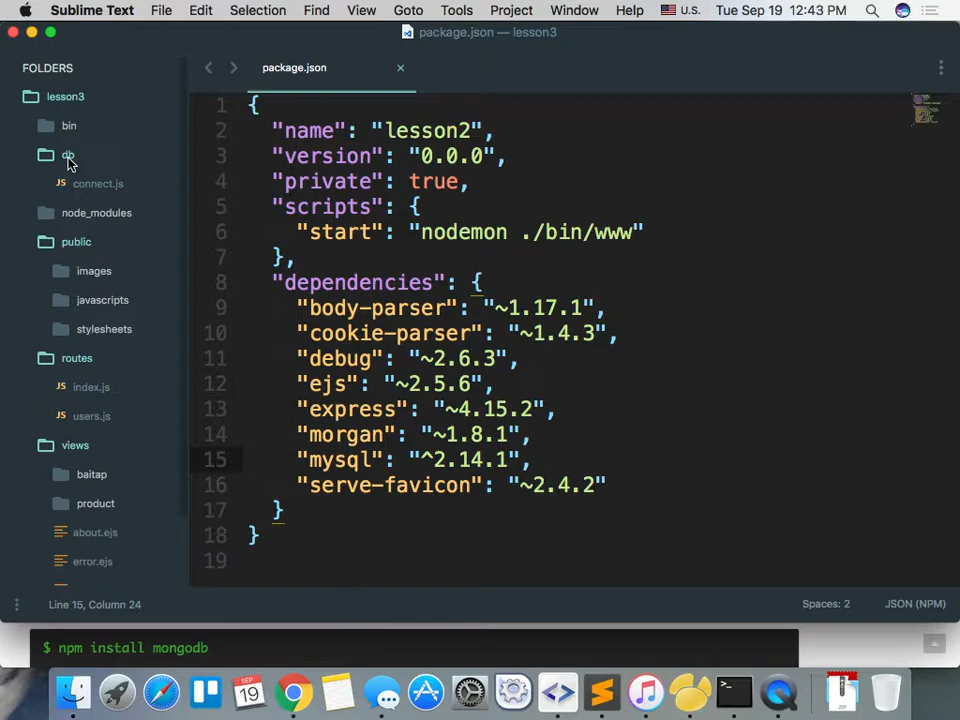 Sublime Text File Edit Selection Find View Goto Tools Project Window Help U.S. Tue Sep 19 12:43 PM
package.json — lesson3
FOLDERS
lesson3
bin
db
JS connect.js
node_modules
public
images
javascripts
stylesheets
routes
JS index.js
JS users.js
views
baitap
product
about.ejs
error.ejs
package.json ×
1 {
2 "name": "lesson2",
3 "version": "0.0.0",
4 "private": true,
5 "scripts": {
6 "start": "nodemon ./bin/www"
7 },
8 "dependencies": {
9 "body-parser": "~1.17.1",
10 "cookie-parser": "~1.4.3",
11 "debug": "~2.6.3",
12 "ejs": "~2.5.6",
13 "express": "~4.15.2",
14 "morgan": "~1.8.1",
15 "mysql": "^2.14.1",
16 "serve-favicon": "~2.4.2"
17 }
18 }
19
Line 15, Column 24 Spaces: 2 JSON (NPM)
$ npm install mongodb
SEP
19
ZIP